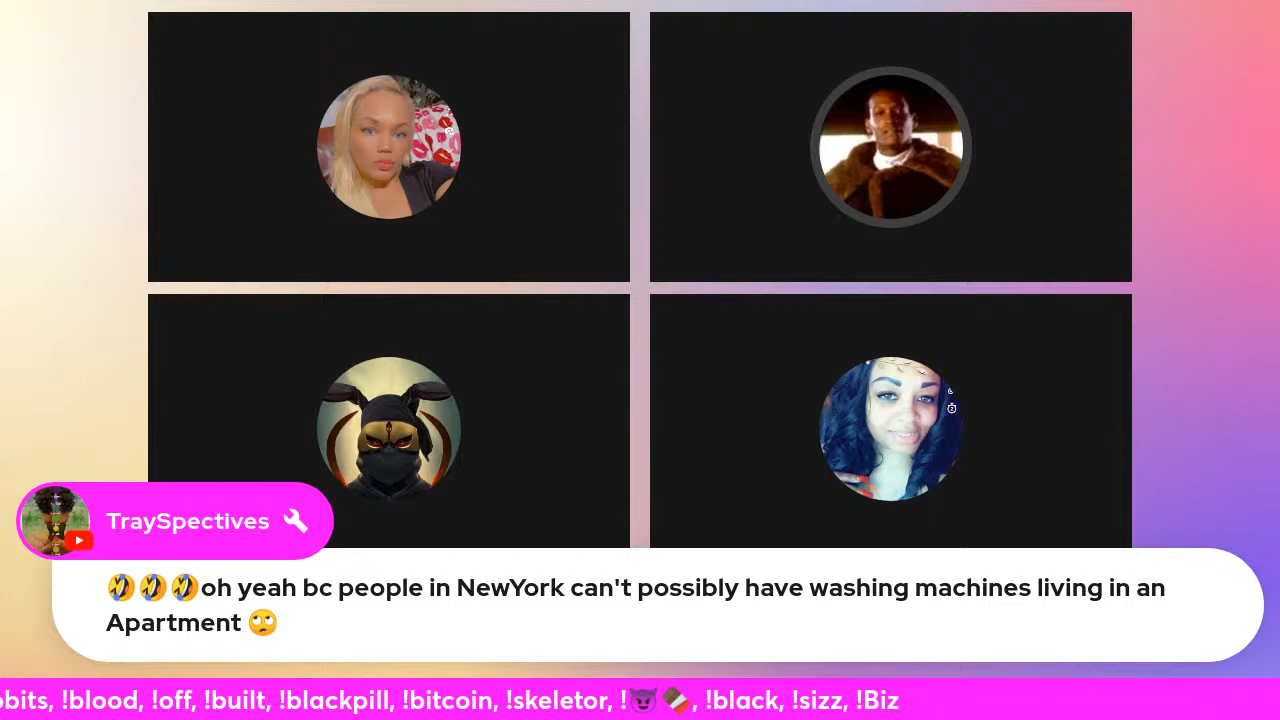 TraySpectives
🤣🤣🤣oh yeah bc people in NewYork can't possibly have washing machines living in an
Apartment 🙄
bbits, !blood, !off, !built, !blackpill, !bitcoin, !skeletor, !😈🍫, !black, !sizz, !Biz